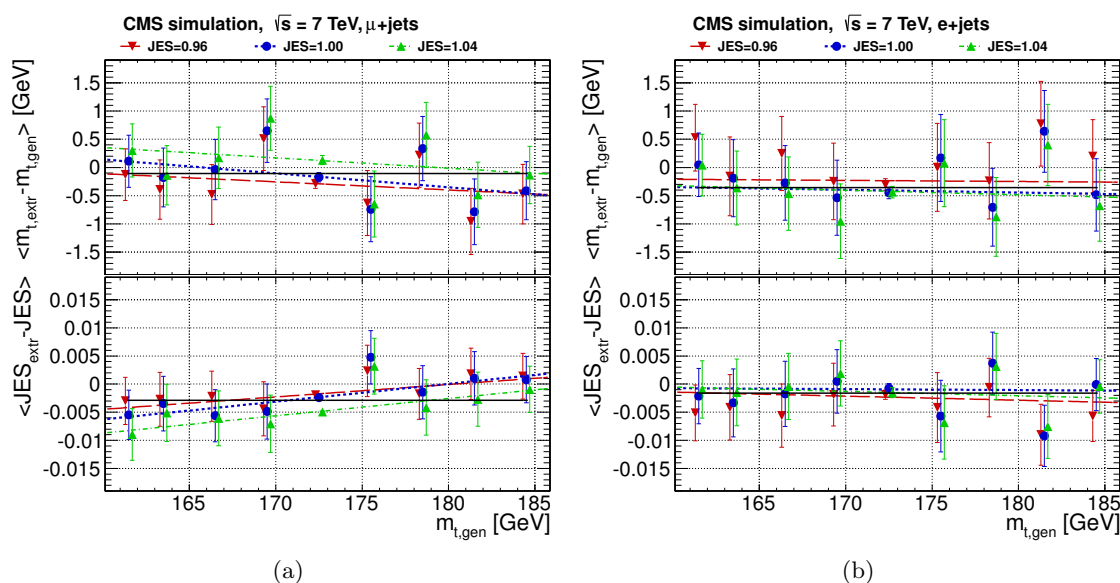 CMS simulation, √s = 7 TeV, μ+jets
JES=0.96 JES=1.00 JES=1.04
<m_t,extr - m_t,gen> [GeV]
1.5
1
0.5
0
-0.5
-1
-1.5
<JES_extr - JES>
0.015
0.01
0.005
0
-0.005
-0.01
-0.015
165 170 175 180 185
m_t,gen [GeV]
(a)
CMS simulation, √s = 7 TeV, e+jets
JES=0.96 JES=1.00 JES=1.04
<m_t,extr - m_t,gen> [GeV]
1.5
1
0.5
0
-0.5
-1
-1.5
<JES_extr - JES>
0.015
0.01
0.005
0
-0.005
-0.01
-0.015
165 170 175 180 185
m_t,gen [GeV]
(b)